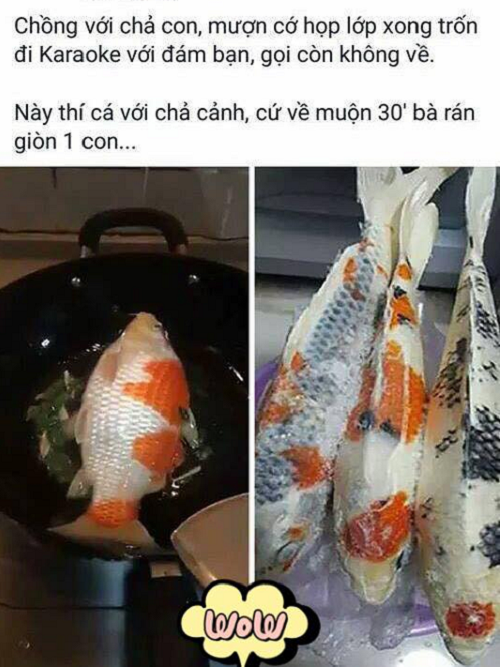 Chồng với chả con, mượn cớ họp lớp xong trốn
đi Karaoke với đám bạn, gọi còn không về.
Này thí cá với chả cảnh, cứ về muộn 30' bà rán
giòn 1 con...
WOW